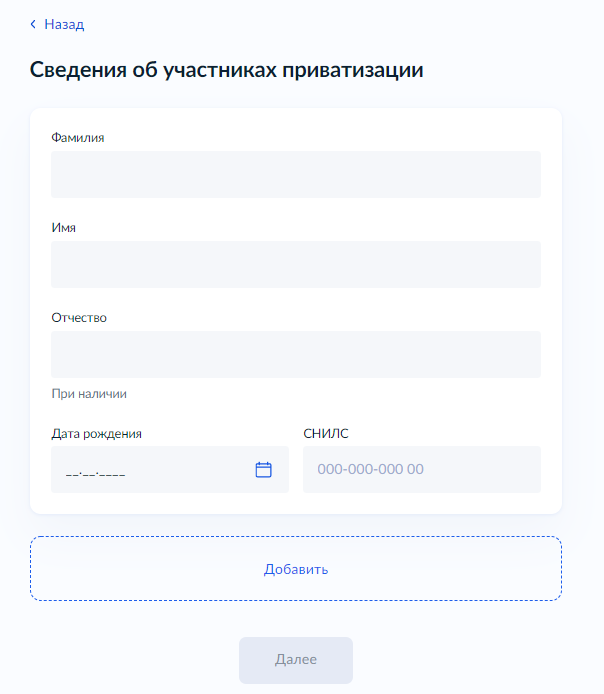 Назад
Сведения об участниках приватизации
Фамилия
Имя
Отчество
При наличии
Дата рождения СНИЛС
__.__.____ 000-000-000 00
Добавить
Далее